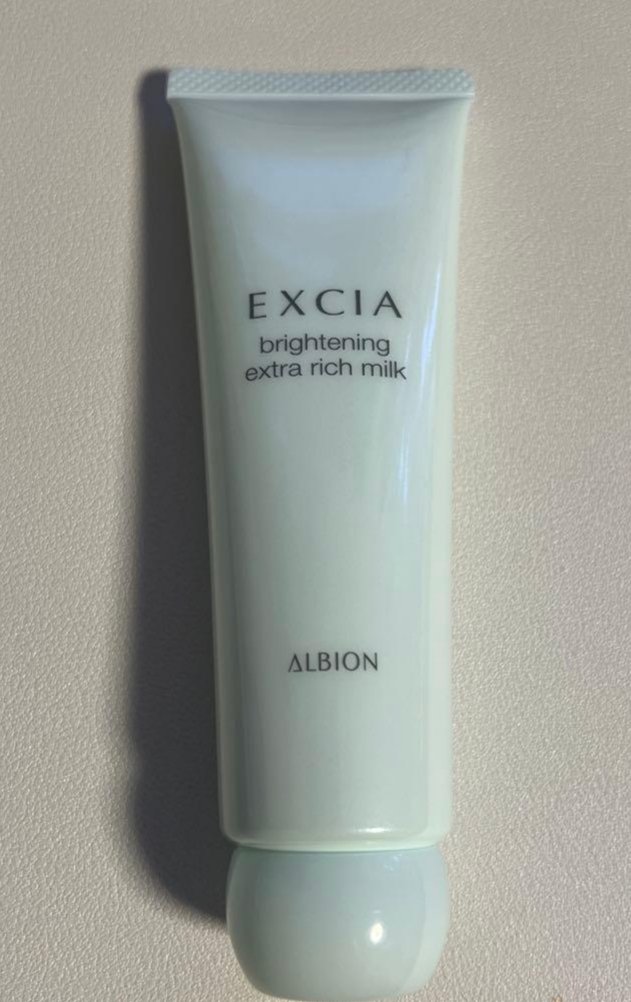 EXCIA
brightening
extra rich milk
ALBION